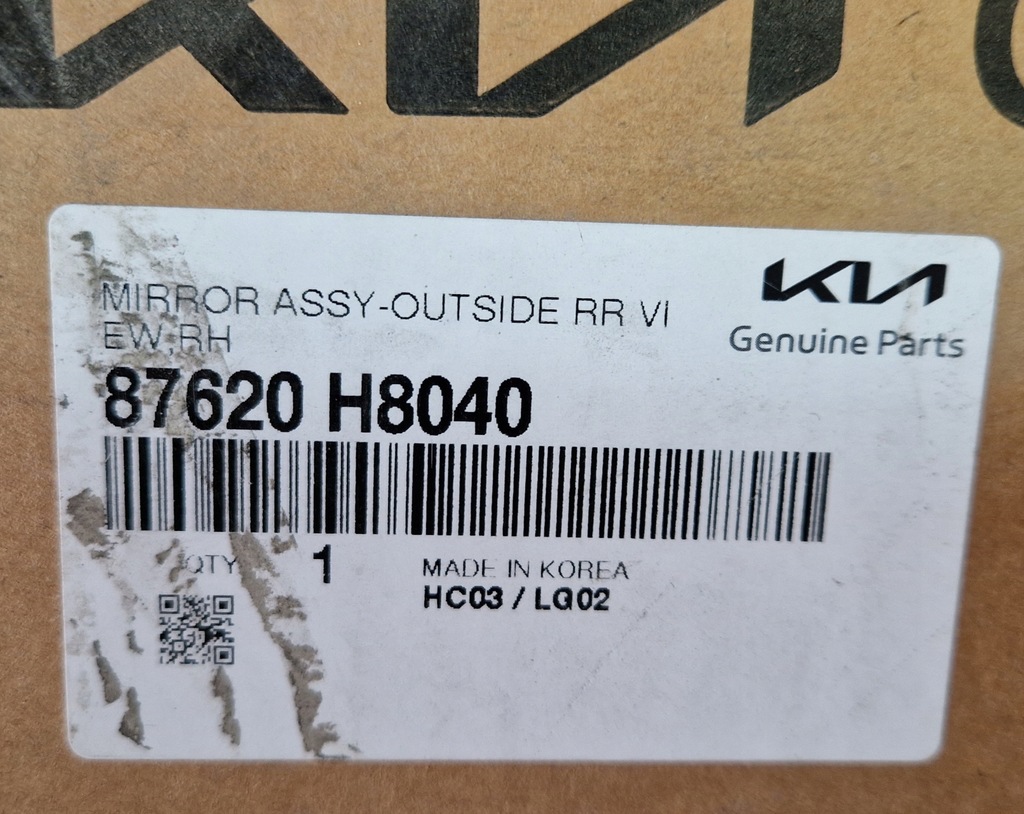 KIA
MIRROR ASSY-OUTSIDE RR VI
EW,RH
KIA
Genuine Parts
87620 H8040
QTY 1
MADE IN KOREA
HC03 / LG02